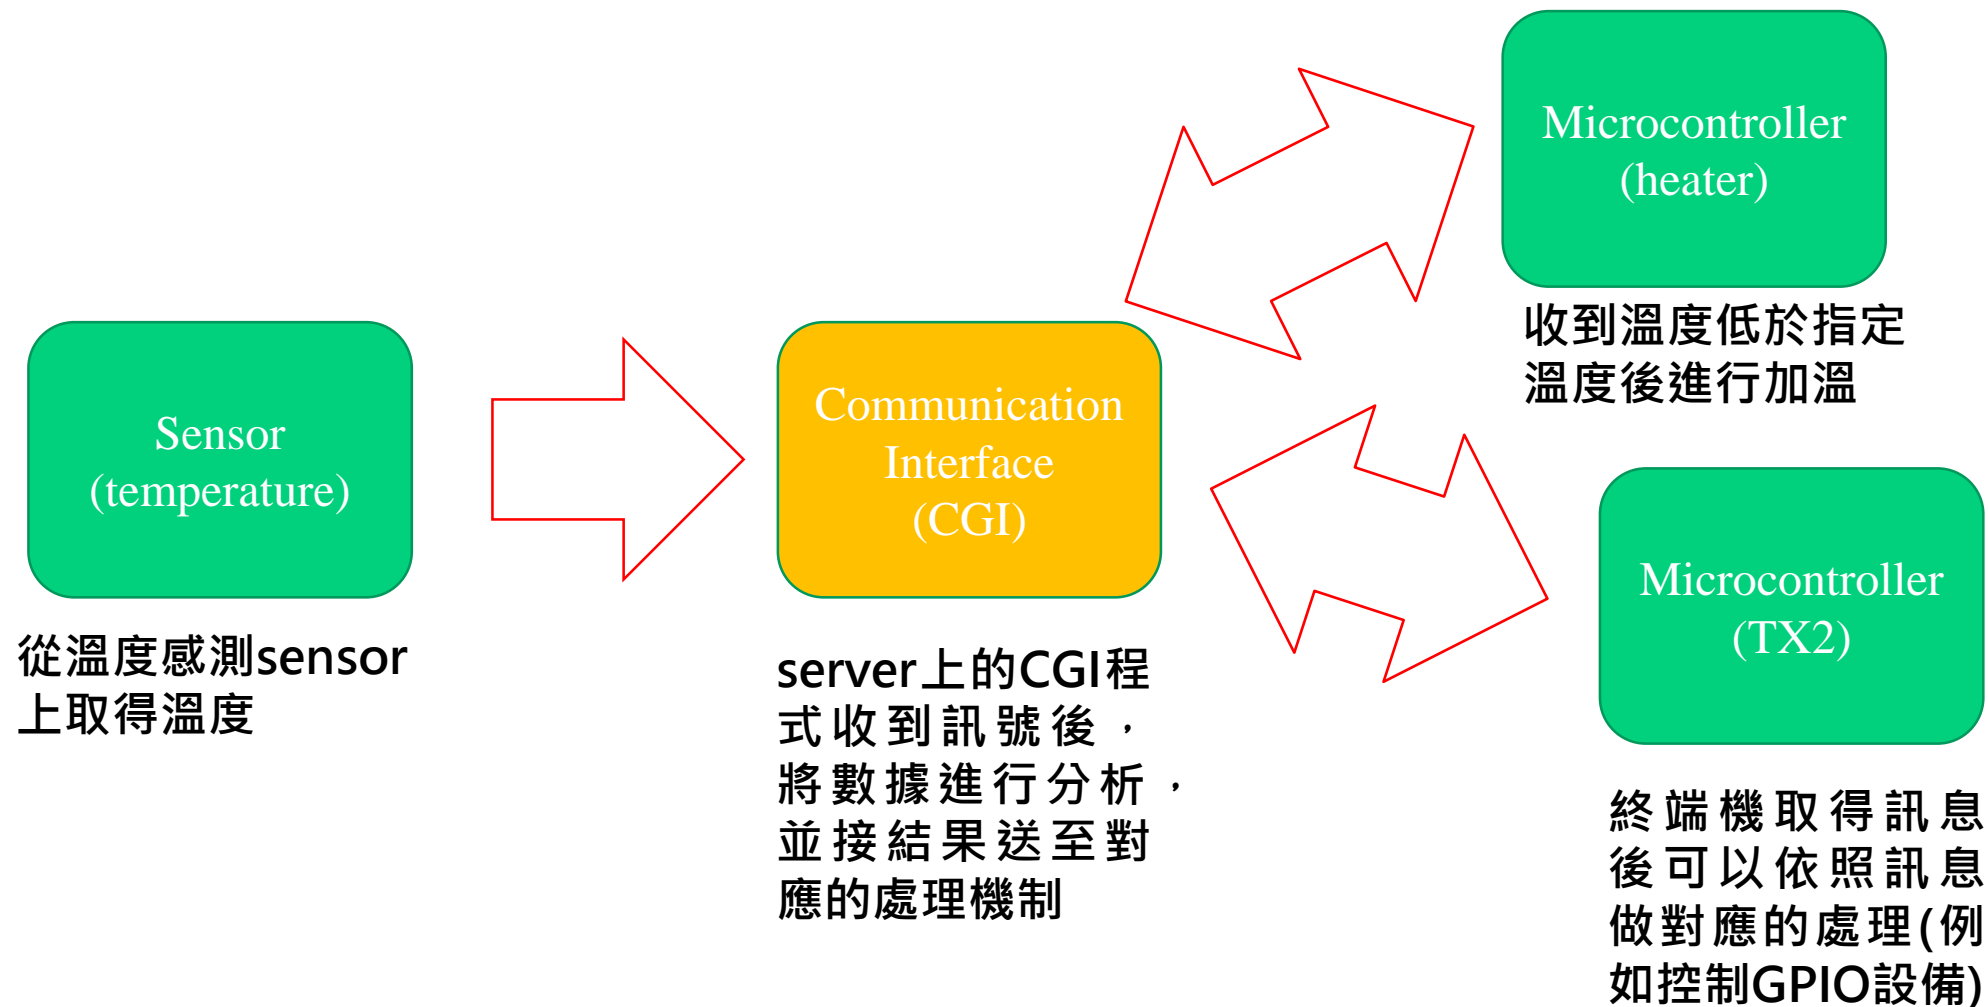 Sensor
(temperature)
從溫度感測sensor
上取得溫度
Communication
Interface
(CGI)
server上的CGI程
式收到訊號後，
將數據進行分析，
並接結果送至對
應的處理機制
Microcontroller
(heater)
收到溫度低於指定
溫度後進行加溫
Microcontroller
(TX2)
終端機取得訊息
後可以依照訊息
做對應的處理(例
如控制GPIO設備)